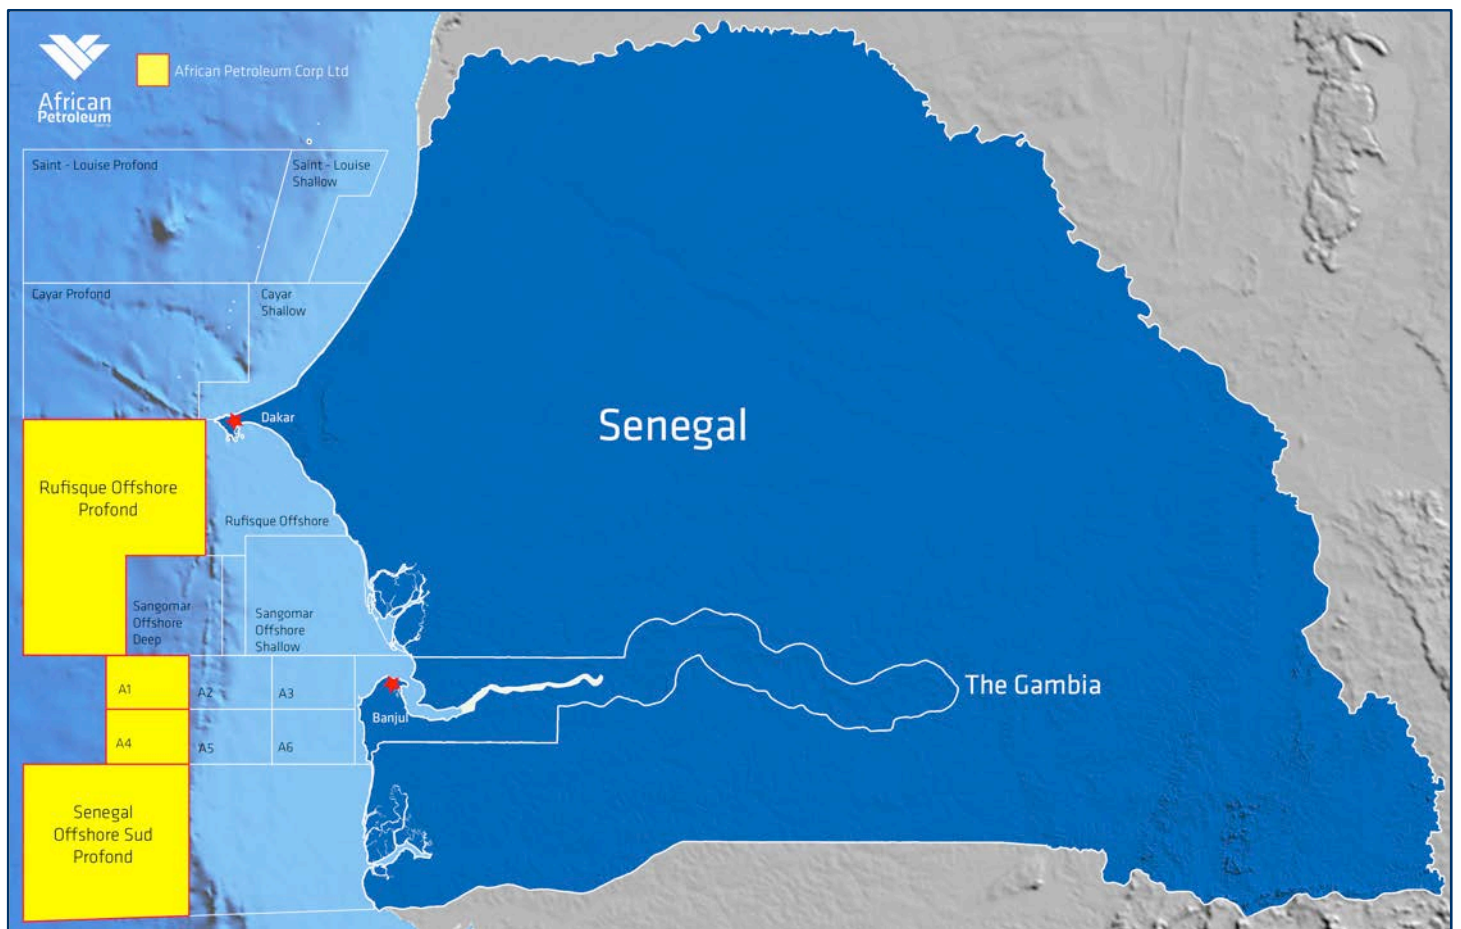 African
Petroleum
African Petroleum Corp Ltd
Saint - Louise Profond
Saint - Louise
Shallow
Cayar Profond
Cayar
Shallow
Dakar
Senegal
Rufisque Offshore
Profond
Rufisque Offshore
Sangomar
Offshore
Deep
Sangomar
Offshore
Shallow
A1
A2
A3
The Gambia
Banjul
A4
A5
A6
Senegal
Offshore Sud
Profond